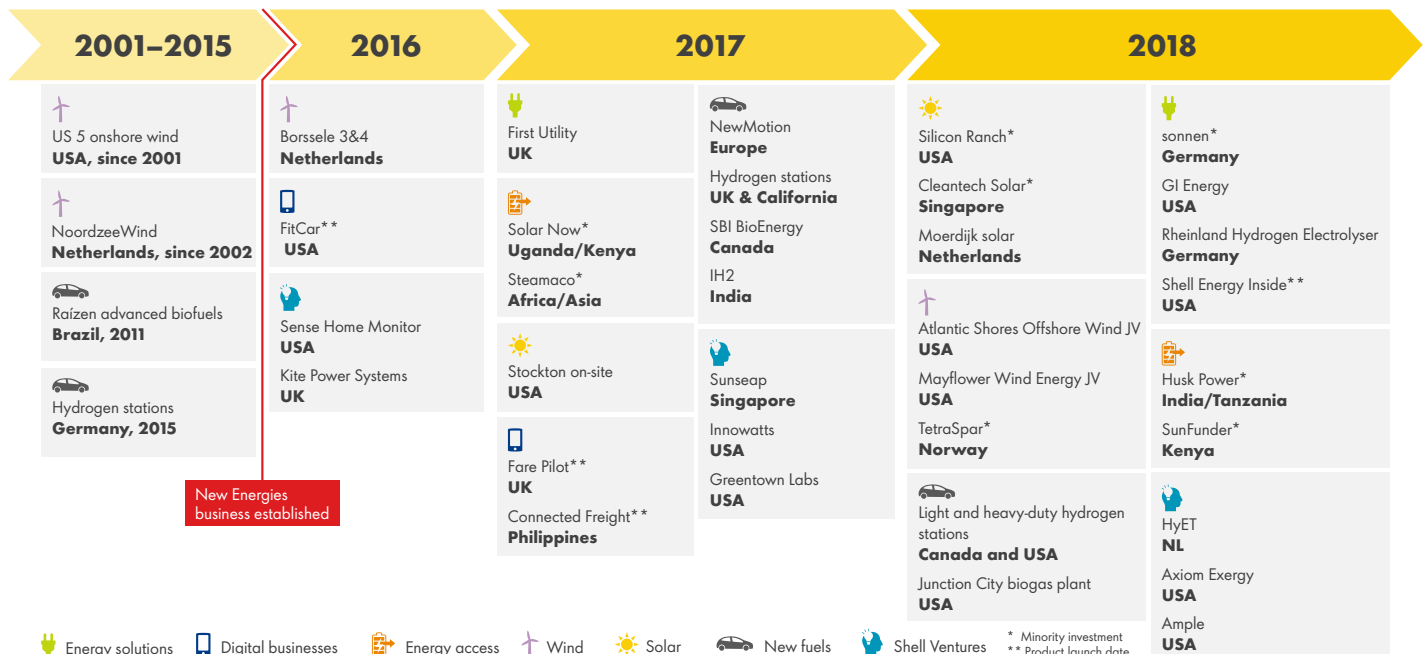 2001–2015
2016
2017
2018
US 5 onshore wind
USA, since 2001
NoordzeeWind
Netherlands, since 2002
Raízen advanced biofuels
Brazil, 2011
Hydrogen stations
Germany, 2015
New Energies
business established
Borssele 3&4
Netherlands
FitCar**
USA
Sense Home Monitor
USA
Kite Power Systems
UK
First Utility
UK
Solar Now*
Uganda/Kenya
Steamaco*
Africa/Asia
Stockton on-site
USA
Fare Pilot**
UK
Connected Freight**
Philippines
NewMotion
Europe
Hydrogen stations
UK & California
SBI BioEnergy
Canada
IH2
India
Sunseap
Singapore
Innowatts
USA
Greentown Labs
USA
Silicon Ranch*
USA
Cleantech Solar*
Singapore
Moerdijk solar
Netherlands
Atlantic Shores Offshore Wind JV
USA
Mayflower Wind Energy JV
USA
TetraSpar*
Norway
Light and heavy-duty hydrogen
stations
Canada and USA
Junction City biogas plant
USA
sonnen*
Germany
GI Energy
USA
Rheinland Hydrogen Electrolyser
Germany
Shell Energy Inside**
USA
Husk Power*
India/Tanzania
SunFunder*
Kenya
HyET
NL
Axiom Exergy
USA
Ample
USA
Energy solutions
Digital businesses
Energy access
Wind
Solar
New fuels
Shell Ventures
* Minority investment
** Product launch date